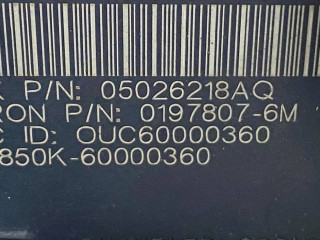 K P/N: 05026218AQ
RON P/N: 0197807-6M
C ID: OUC60000360
850K-60000360